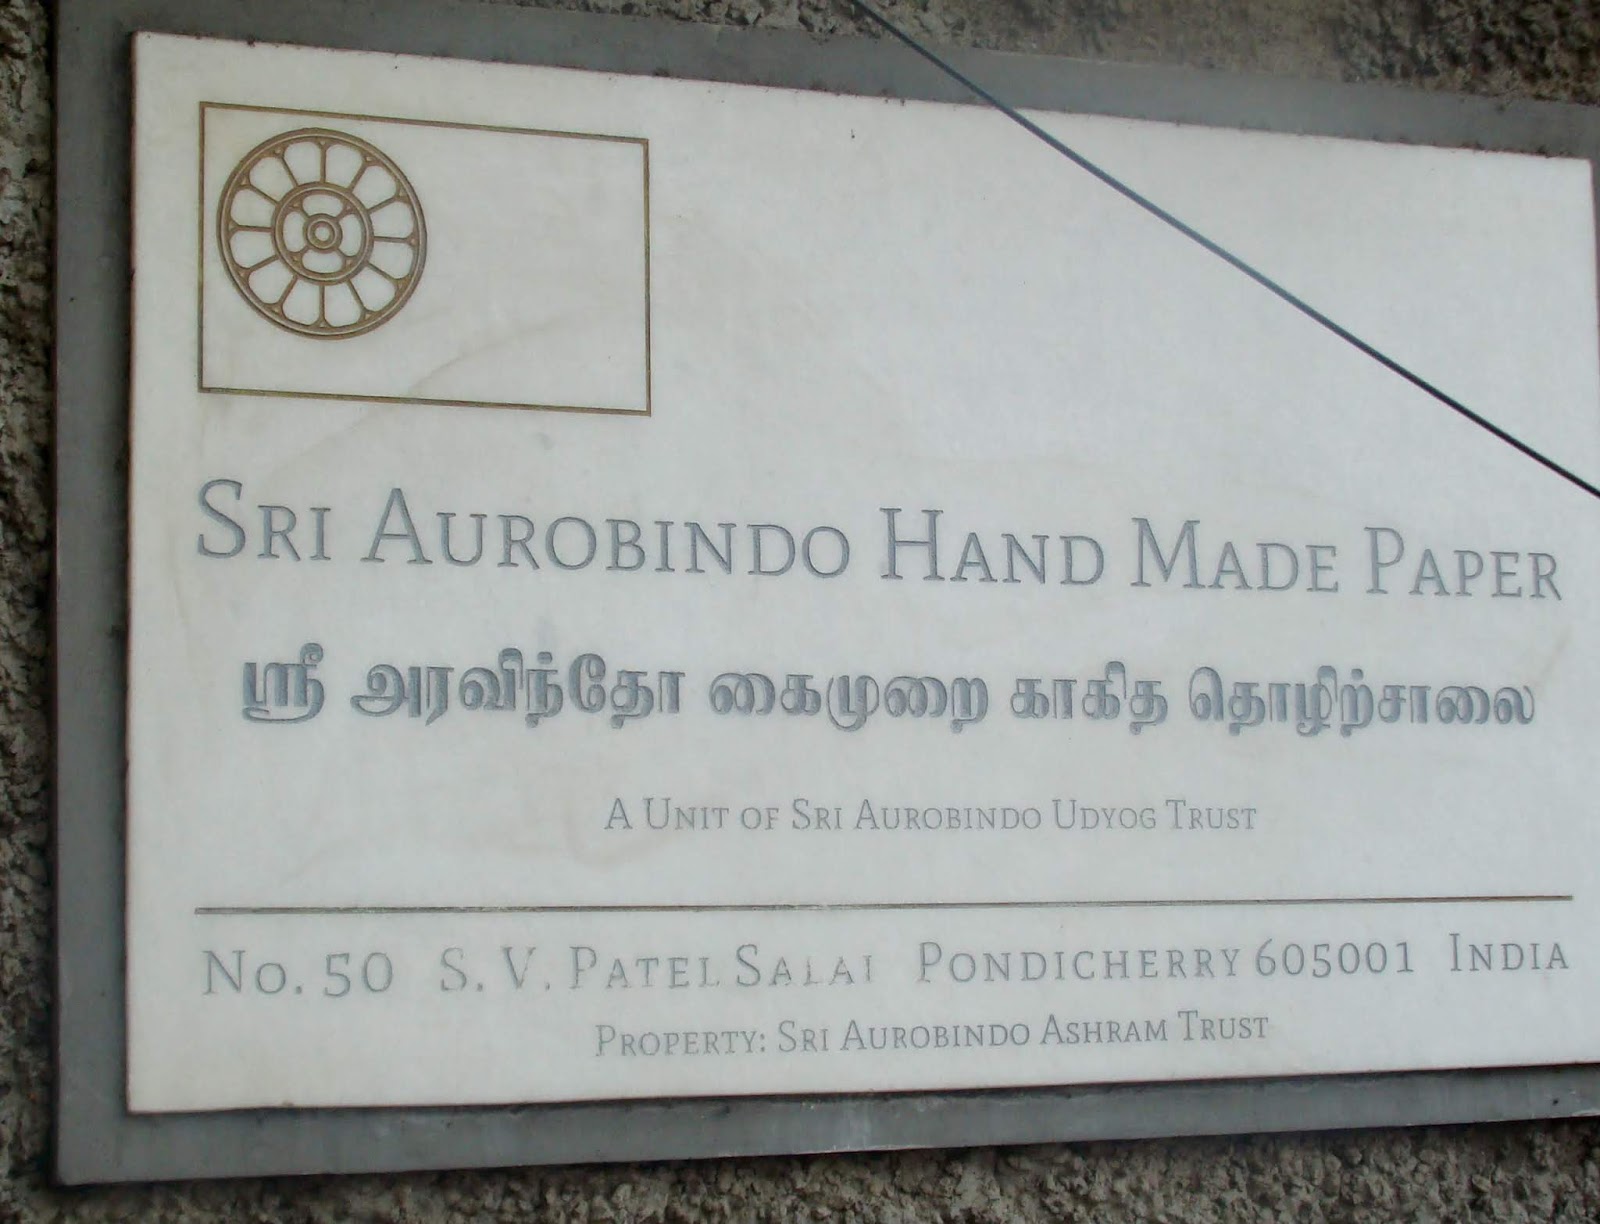 Sri Aurobindo Hand Made Paper
ஸ்ரீ அரவிந்தோ கைமுறை காகித தொழிற்சாலை
A Unit of Sri Aurobindo Udyog Trust
No. 50 S. V. Patel Salai Pondicherry 605001 India
Property: Sri Aurobindo Ashram Trust